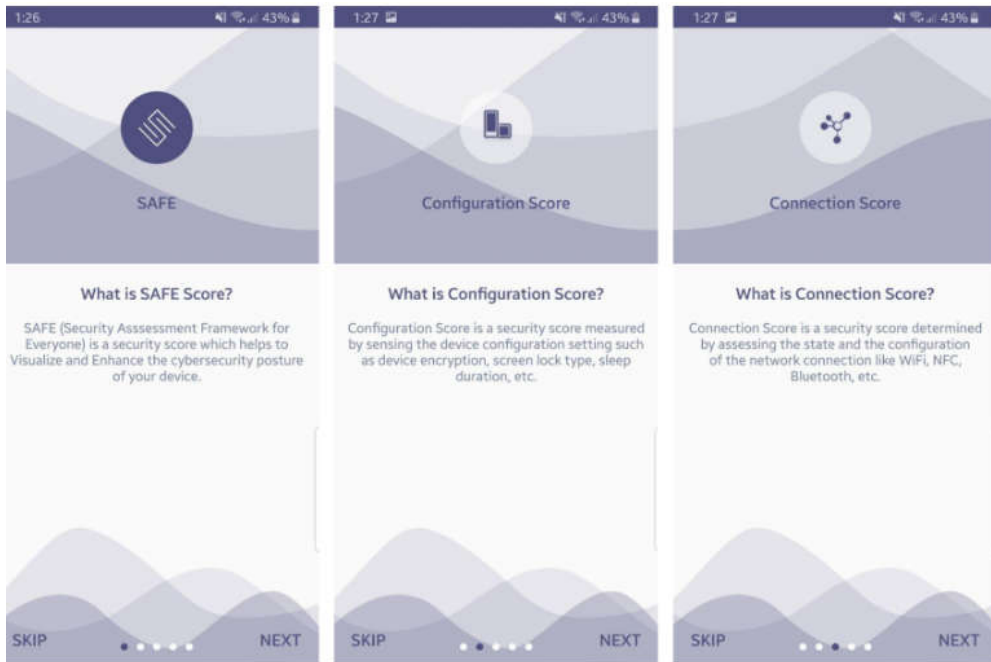 1:26
43%
SAFE
What is SAFE Score?
SAFE (Security Asssessment Framework for
Everyone) is a security score which helps to
Visualize and Enhance the cybersecurity posture
of your device.
SKIP
NEXT
1:27
43%
Configuration Score
What is Configuration Score?
Configuration Score is a security score measured
by sensing the device configuration setting such
as device encryption, screen lock type, sleep
duration, etc.
SKIP
NEXT
1:27
43%
Connection Score
What is Connection Score?
Connection Score is a security score determined
by assessing the state and the configuration
of the network connection like WiFi, NFC,
Bluetooth, etc.
SKIP
NEXT